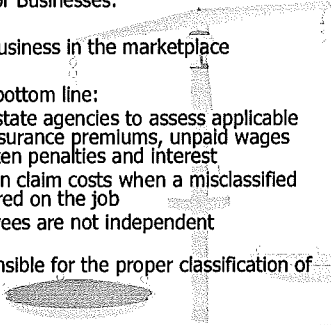 or Businesses:
usiness in the marketplace
bottom line:
state agencies to assess applicable
surance premiums, unpaid wages
en penalties and interest
n claim costs when a misclassified
red on the job
ees are not independent
nsible for the proper classification of